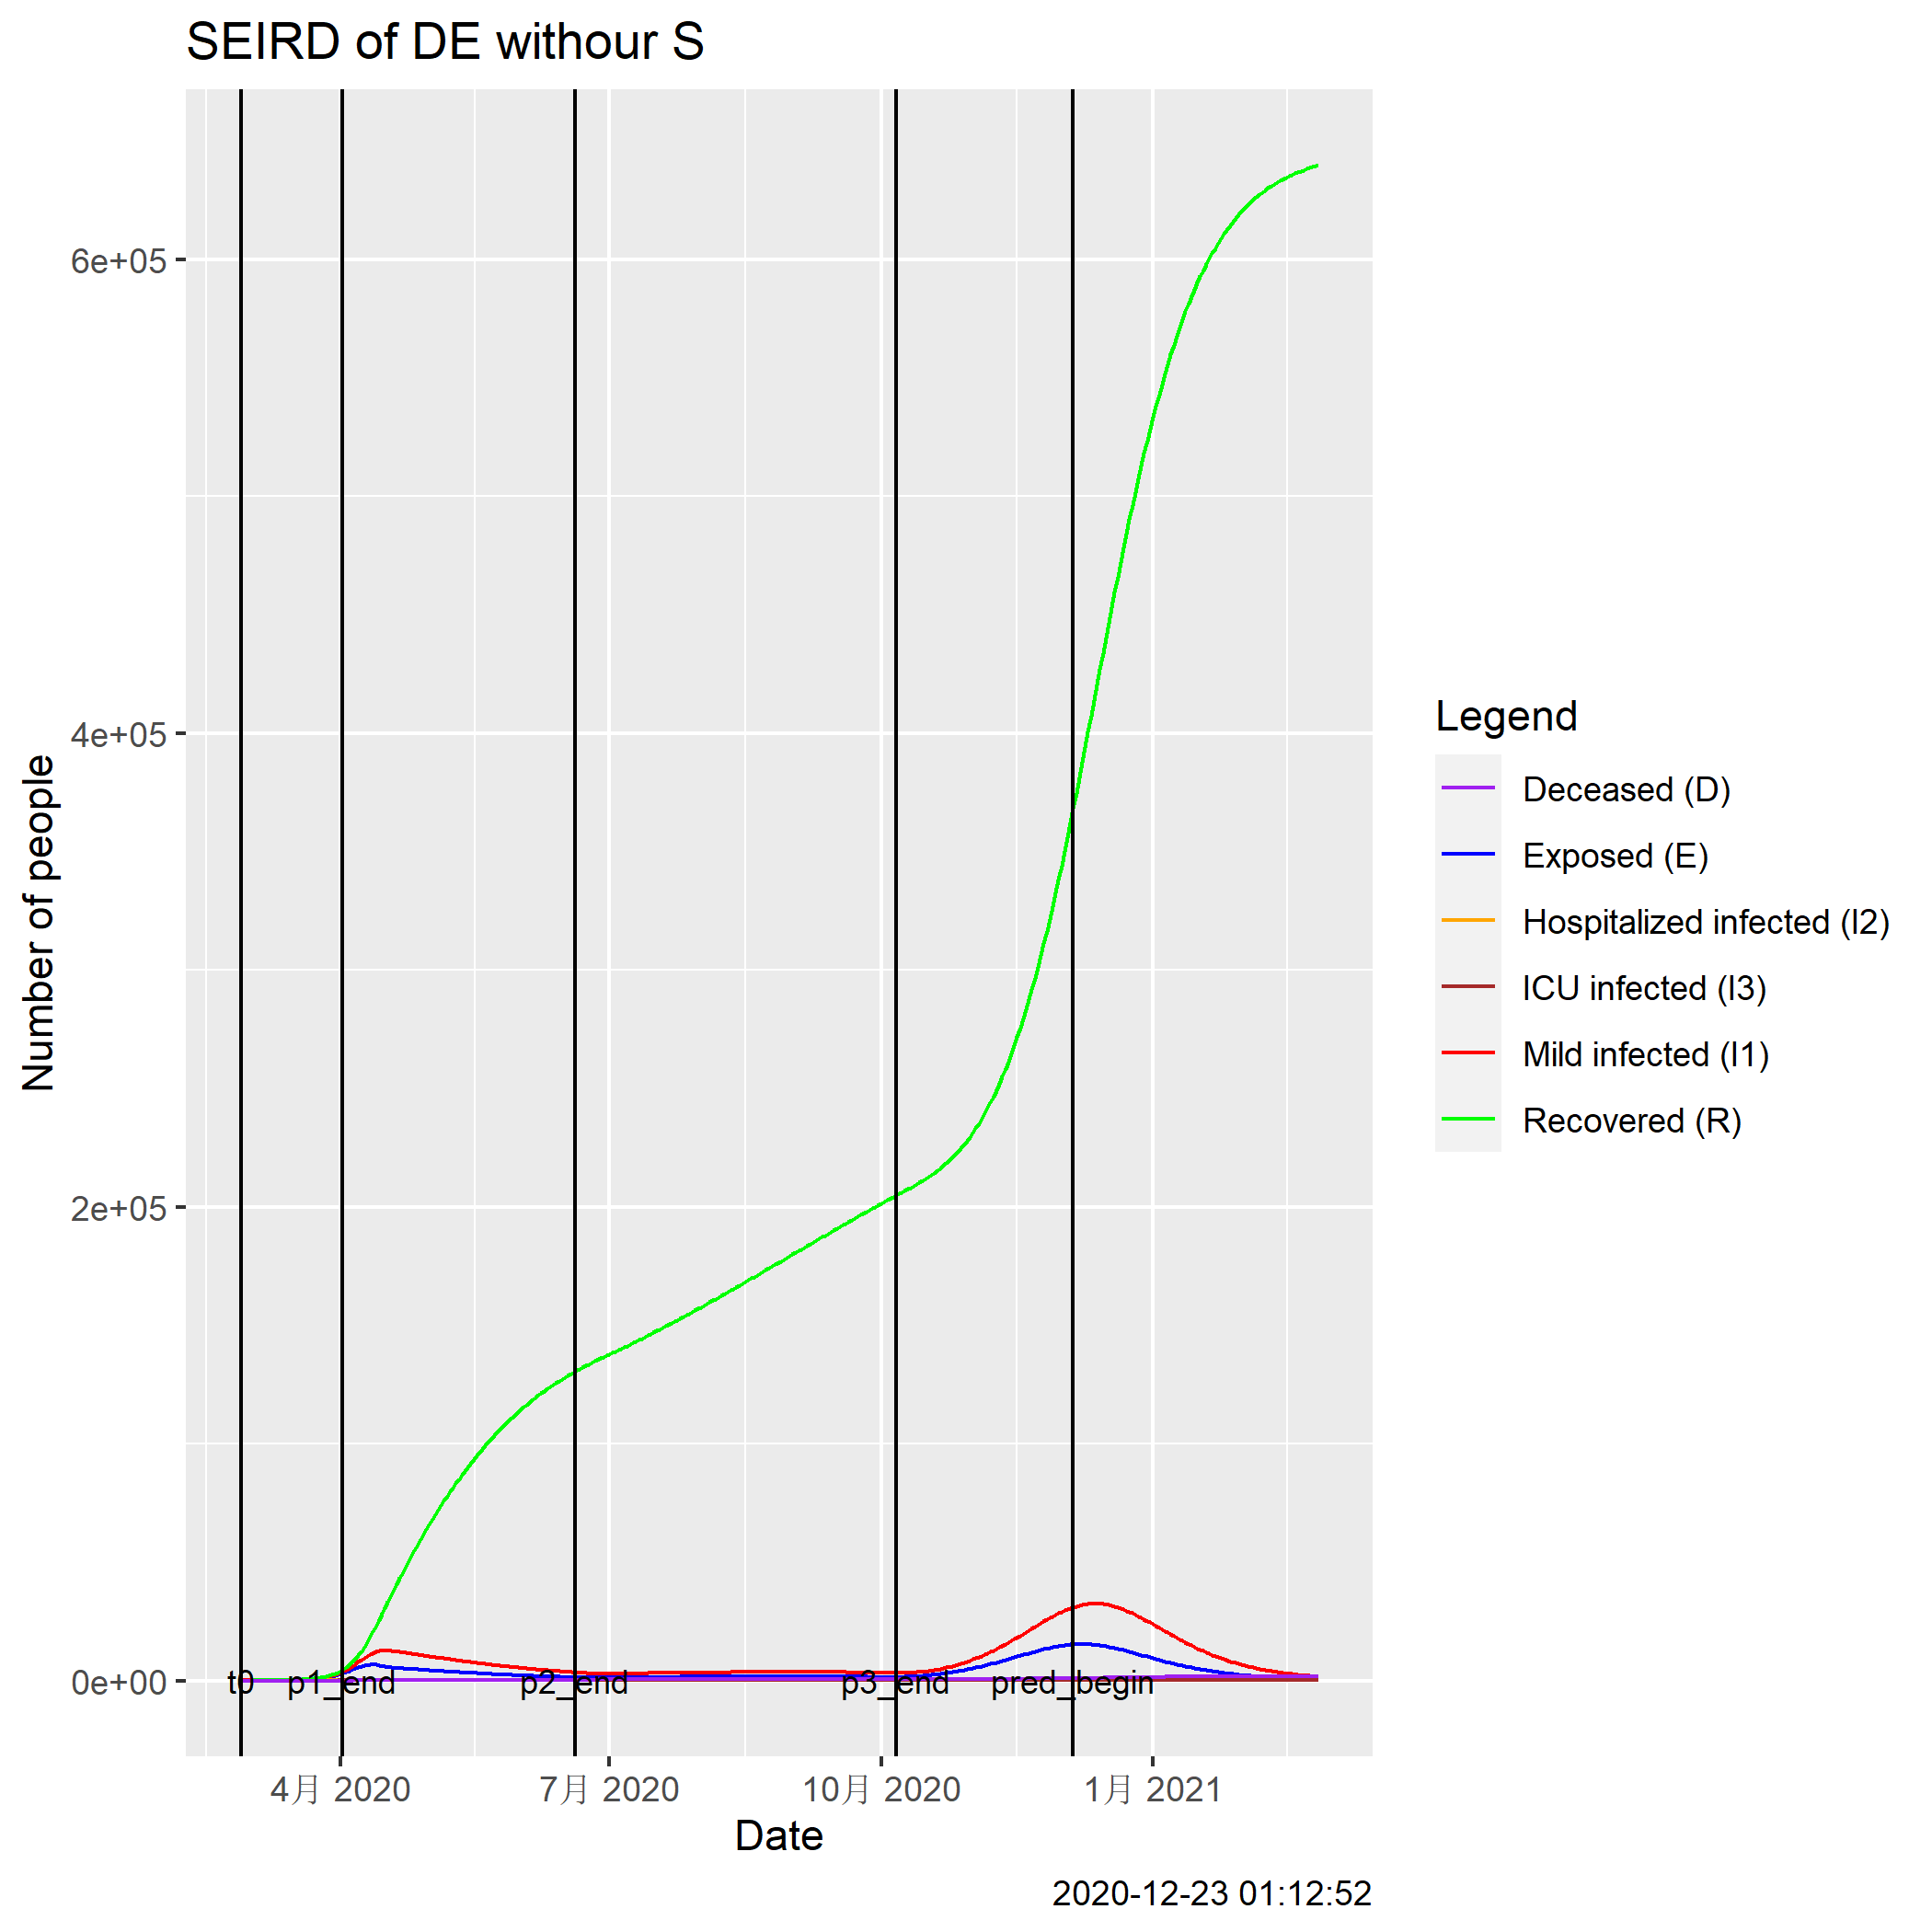 SEIRD of DE withour S
6e+05
4e+05
2e+05
0e+00
Number of people
t0 p1_end p2_end p3_end pred_begin
4月 2020 7月 2020 10月 2020 1月 2021
Date
Legend
Deceased (D)
Exposed (E)
Hospitalized infected (I2)
ICU infected (I3)
Mild infected (I1)
Recovered (R)
2020-12-23 01:12:52